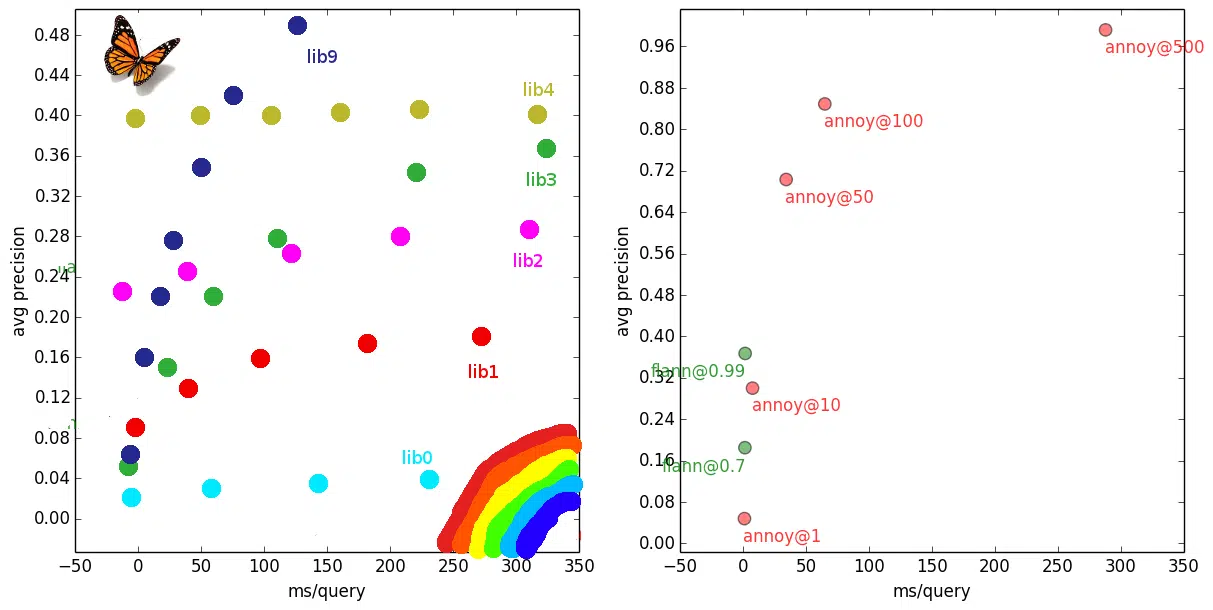 0.48
0.44
0.40
0.36
0.32
0.28
0.24
0.20
0.16
0.12
0.08
0.04
0.00
avg precision
lib9
lib4
lib3
lib2
lib1
lib0
−50 0 50 100 150 200 250 300 350
ms/query
0.96
0.88
0.80
0.72
0.64
0.56
0.48
0.40
0.32
0.24
0.16
0.08
0.00
avg precision
annoy@500
annoy@100
annoy@50
flann@0.99
annoy@10
flann@0.7
annoy@1
−50 0 50 100 150 200 250 300 350
ms/query